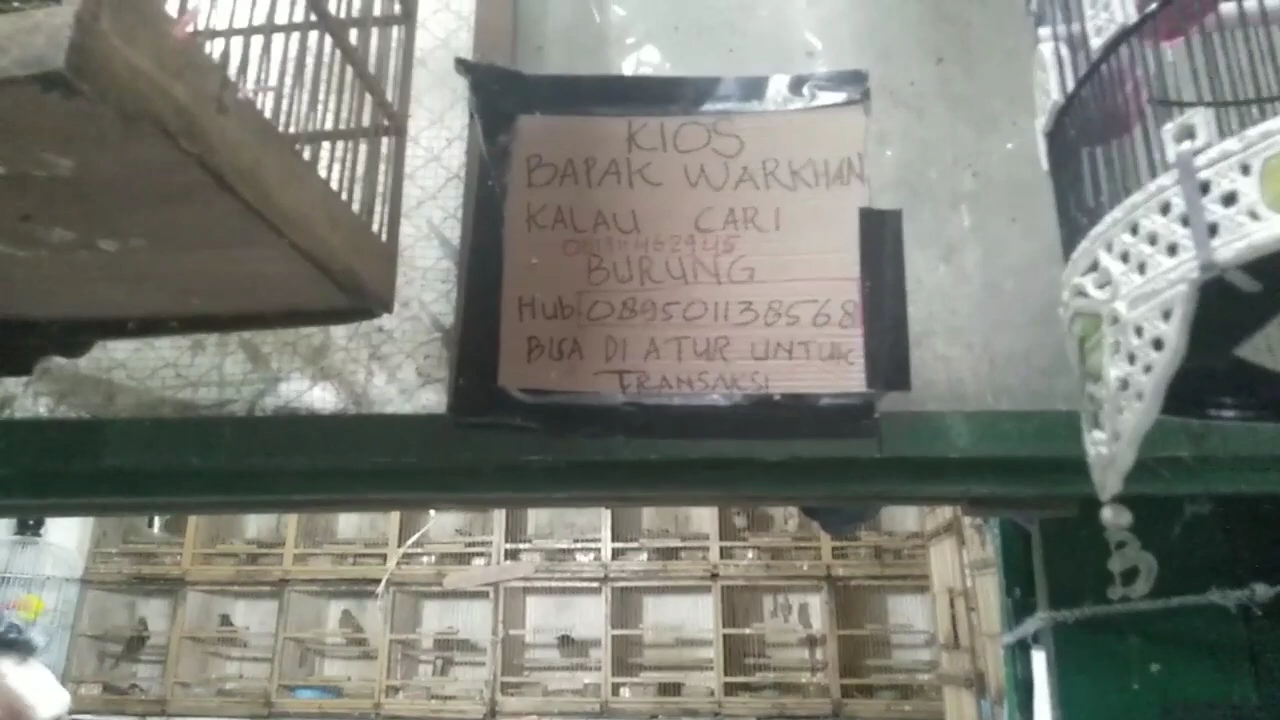 KIOS
BAPAK WARKHAN
KALAU CARI
BURUNG
Hub 089501138568
BISA DI ATUR UNTUK
TRANSAKSI
B